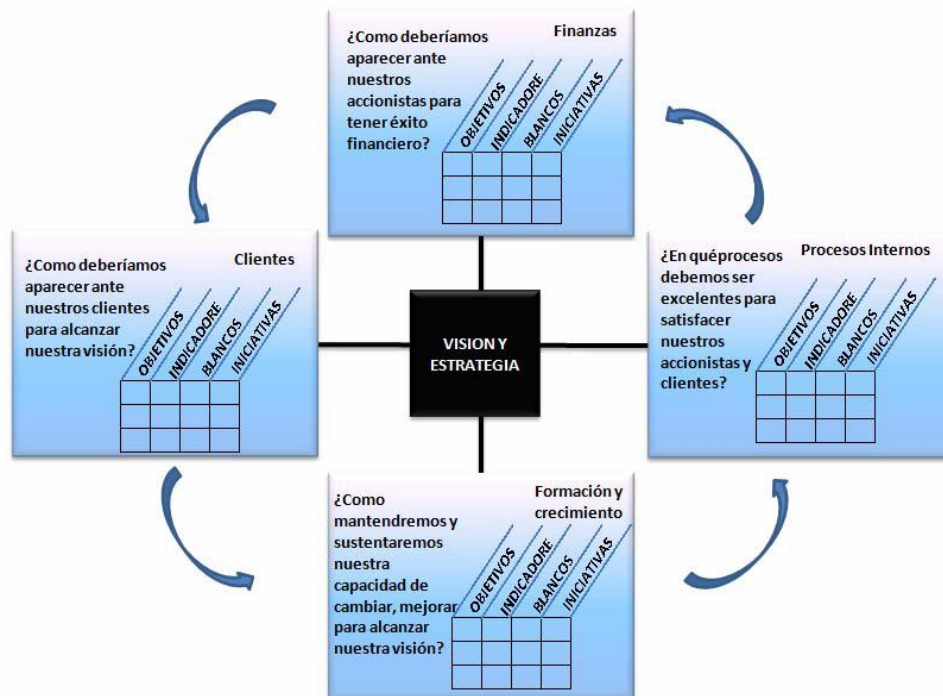 ¿Como deberíamos
aparecer ante
nuestros
accionistas para
tener éxito
financiero?
Finanzas
OBJETIVOS
INDICADORE
BLANCOS
INICIATIVAS
¿Como deberíamos
aparecer ante
nuestros clientes
para alcanzar
nuestra visión?
Clientes
OBJETIVOS
INDICADORE
BLANCOS
INICIATIVAS
VISION Y
ESTRATEGIA
¿En quéprocesos
debemos ser
excelentes para
satisfacer
nuestros
accionistas y
clientes?
Procesos Internos
OBJETIVOS
INDICADORE
BLANCOS
INICIATIVAS
¿Como
mantendremos y
sustentaremos
nuestra
capacidad de
cambiar, mejorar
para alcanzar
nuestra visión?
Formación y
crecimiento
OBJETIVOS
INDICADORE
BLANCOS
INICIATIVAS